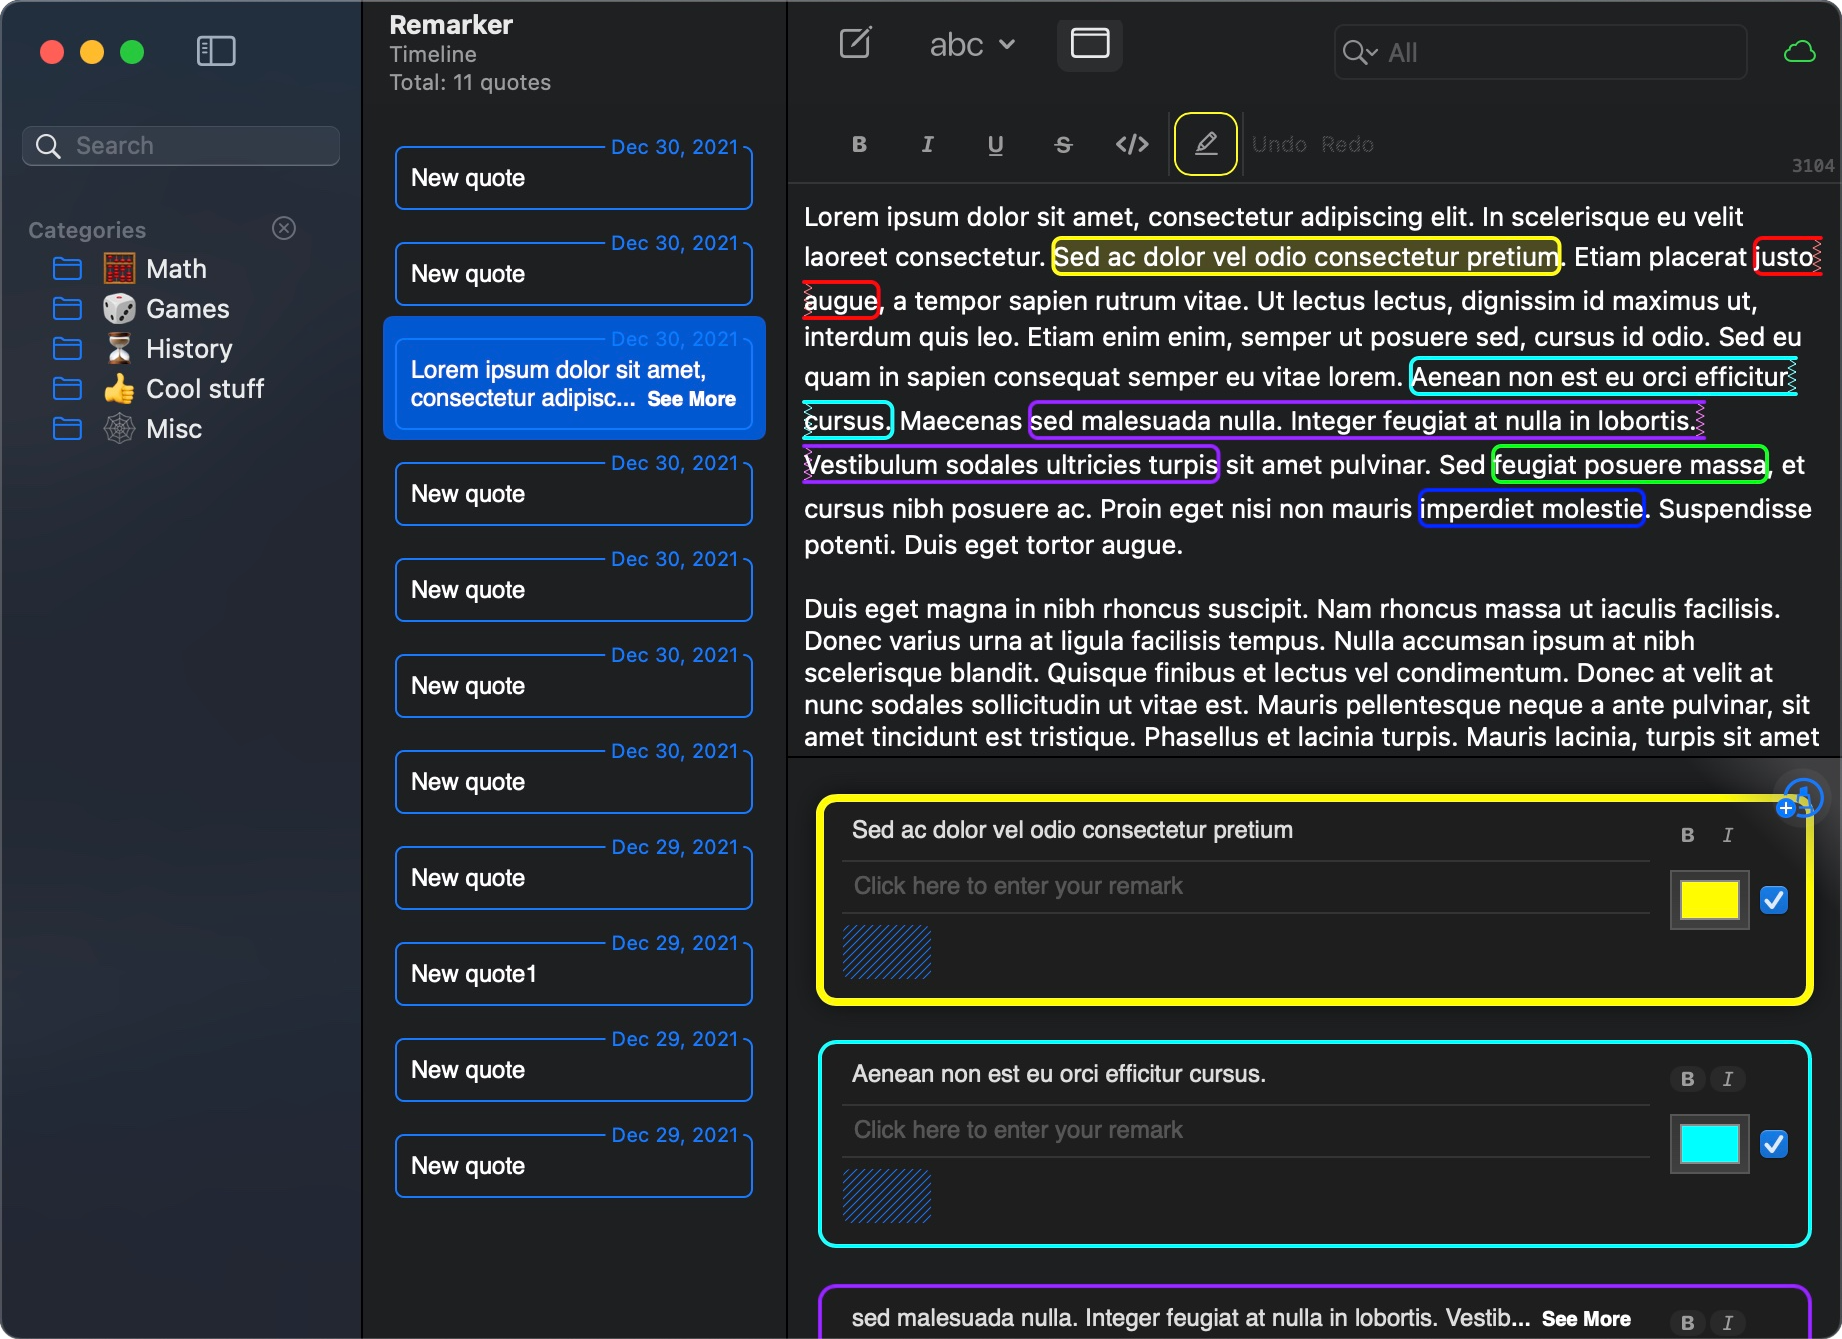 Remarker
Timeline
Total: 11 quotes
abc
All
Search
Categories
Math
Games
History
Cool stuff
Misc
Dec 30, 2021
New quote
Dec 30, 2021
New quote
Dec 30, 2021
Lorem ipsum dolor sit amet,
consectetur adipisc... See More
Dec 30, 2021
New quote
Dec 30, 2021
New quote
Dec 30, 2021
New quote
Dec 30, 2021
New quote
Dec 29, 2021
New quote
Dec 29, 2021
New quote1
Dec 29, 2021
New quote
Dec 29, 2021
New quote
B I U S </> Undo Redo
3104
Lorem ipsum dolor sit amet, consectetur adipiscing elit. In scelerisque eu velit
laoreet consectetur. Sed ac dolor vel odio consectetur pretium. Etiam placerat justo
augue, a tempor sapien rutrum vitae. Ut lectus lectus, dignissim id maximus ut,
interdum quis leo. Etiam enim enim, semper ut posuere sed, cursus id odio. Sed eu
quam in sapien consequat semper eu vitae lorem. Aenean non est eu orci efficitur
cursus. Maecenas sed malesuada nulla. Integer feugiat at nulla in lobortis.
Vestibulum sodales ultricies turpis sit amet pulvinar. Sed feugiat posuere massa, et
cursus nibh posuere ac. Proin eget nisi non mauris imperdiet molestie. Suspendisse
potenti. Duis eget tortor augue.
Duis eget magna in nibh rhoncus suscipit. Nam rhoncus massa ut iaculis facilisis.
Donec varius urna at ligula facilisis tempus. Nulla accumsan ipsum at nibh
scelerisque blandit. Quisque finibus et lectus vel condimentum. Donec at velit at
nunc sodales sollicitudin ut vitae est. Mauris pellentesque neque a ante pulvinar, sit
amet tincidunt est tristique. Phasellus et lacinia turpis. Mauris lacinia, turpis sit amet
Sed ac dolor vel odio consectetur pretium
B I
Click here to enter your remark
Aenean non est eu orci efficitur cursus.
B I
Click here to enter your remark
sed malesuada nulla. Integer feugiat at nulla in lobortis. Vestib... See More
B I